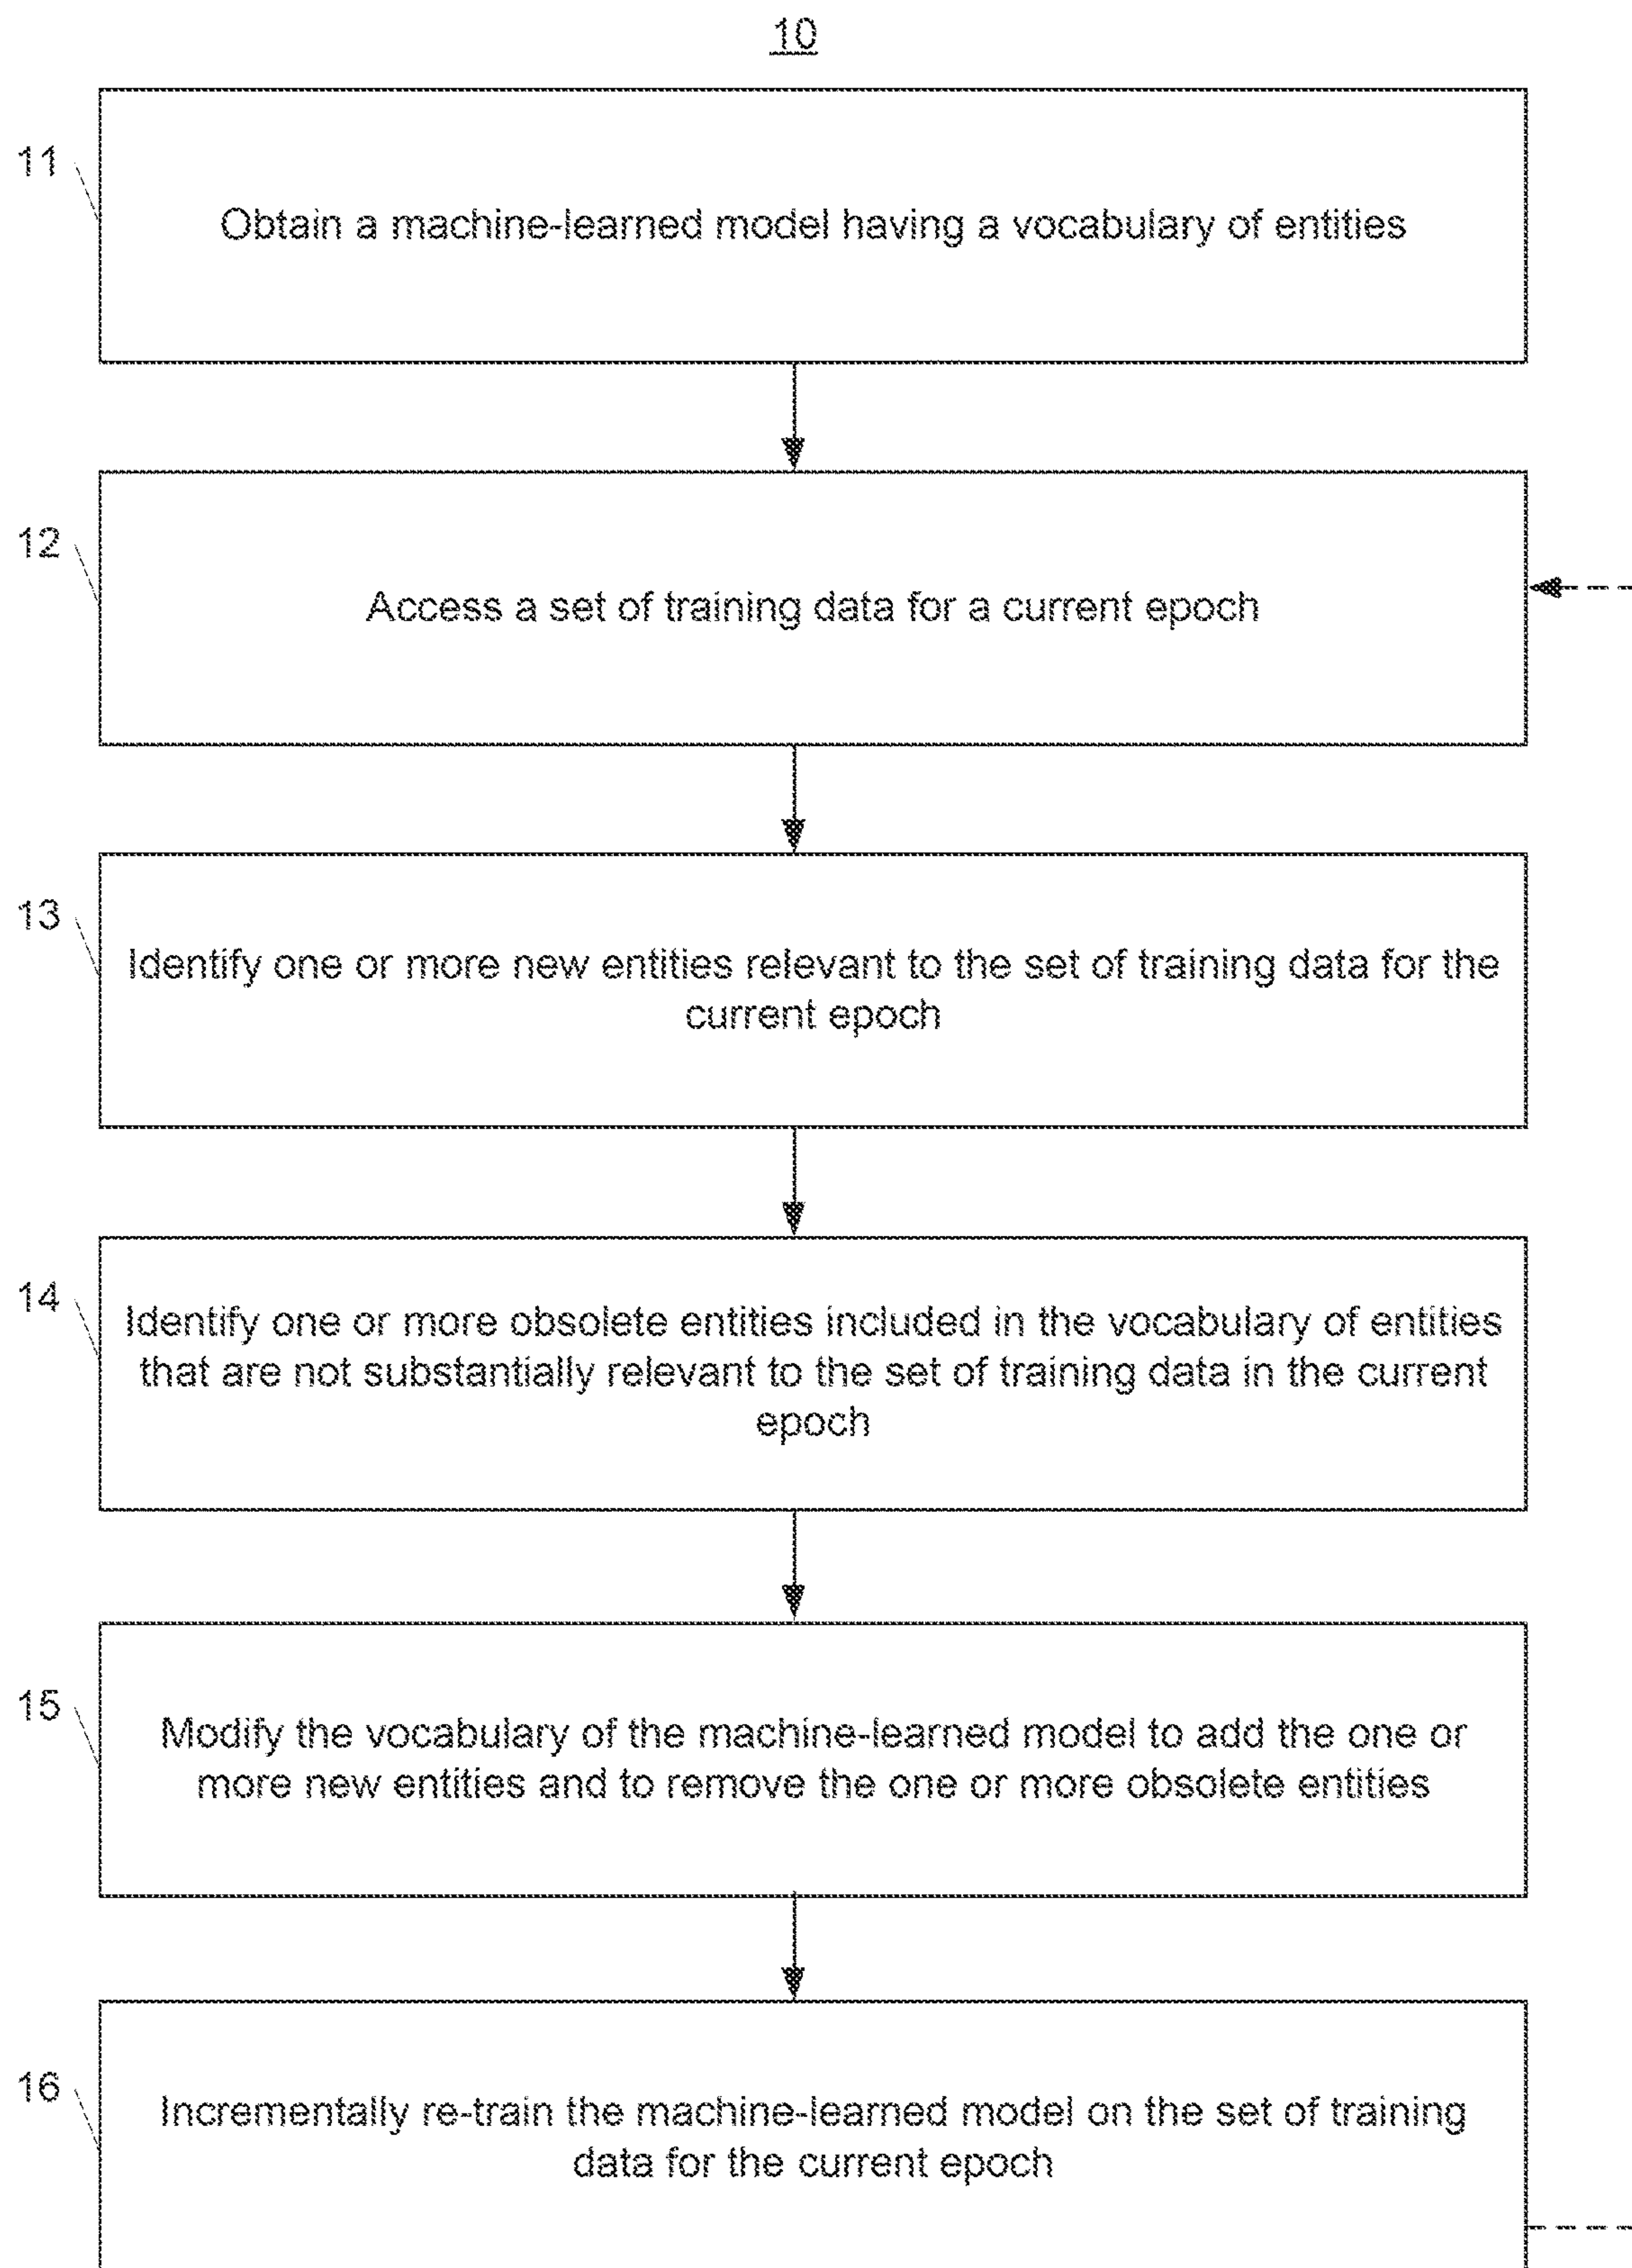 10
11
Obtain a machine-learned model having a vocabulary of entities
12
Access a set of training data for a current epoch
13
Identify one or more new entities relevant to the set of training data for the
current epoch
14
Identify one or more obsolete entities included in the vocabulary of entities
that are not substantially relevant to the set of training data in the current
epoch
15
Modify the vocabulary of the machine-learned model to add the one or
more new entities and to remove the one or more obsolete entities
16
Incrementally re-train the machine-learned model on the set of training
data for the current epoch